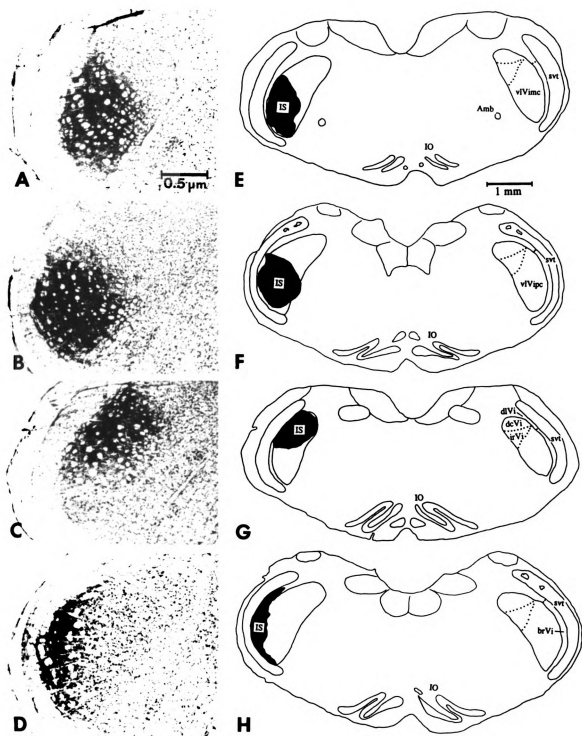 A
0.5 μm
E
IS
Amb
IO
vlVimc
svt
1 mm
B
F
IS
IO
vlVipc
svt
C
G
IS
IO
dlVi
dcVi
irVi
svt
D
H
IS
IO
svt
brVi